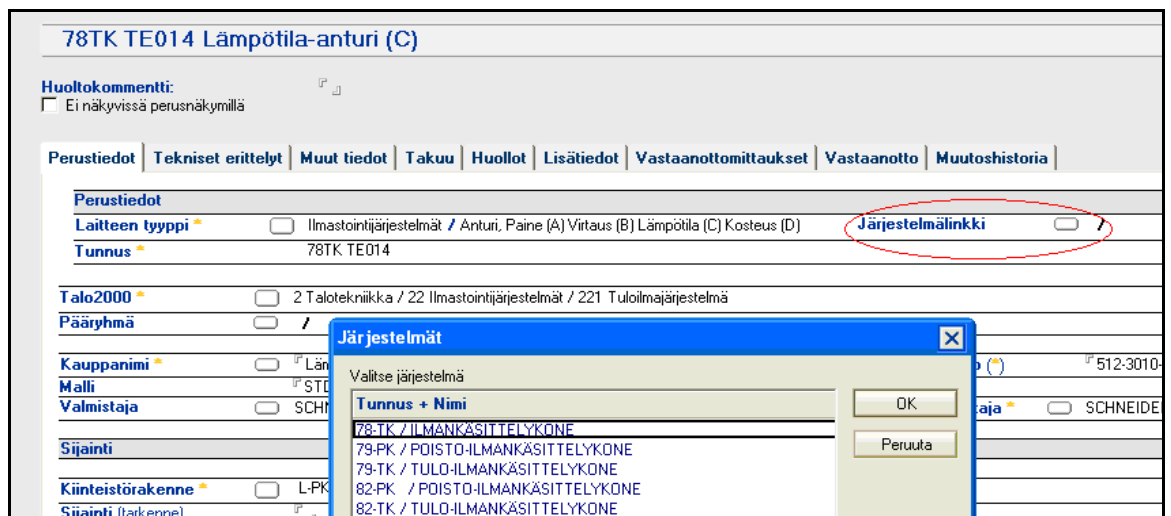 78TK TE014 Lämpötila-anturi (C)
Huoltokommentti:
Ei näkyvissä perusnäkymillä
Perustiedot Tekniset erittelyt Muut tiedot Takuu Huollot Lisätiedot Vastaanottomittaukset Vastaanotto Muutoshistoria
Perustiedot
Laitteen tyyppi * Ilmastointijärjestelmät / Anturi, Paine (A) Virtaus (B) Lämpötila (C) Kosteus (D) Järjestelmälinkki /
Tunnus * 78TK TE014
Talo2000 * 2 Talotekniikka / 22 Ilmastointijärjestelmät / 221 Tuloilmajärjestelmä
Pääryhmä /
Järjestelmät
Kauppanimi * Län (*) 512-3010-
Valitse järjestelmä
Malli STD
Valmistaja SCHN aja * SCHNEIDE
Tunnus + Nimi OK
78-TK / ILMANKÄSITTELYKONE
Sijainti 79-PK / POISTO-ILMANKÄSITTELYKONE Peruuta
79-TK / TULO-ILMANKÄSITTELYKONE
Kiinteistörakenne * L-PK 82-PK / POISTO-ILMANKÄSITTELYKONE
Sijainti (tarkenne) 82-TK / TULO-ILMANKÄSITTELYKONE